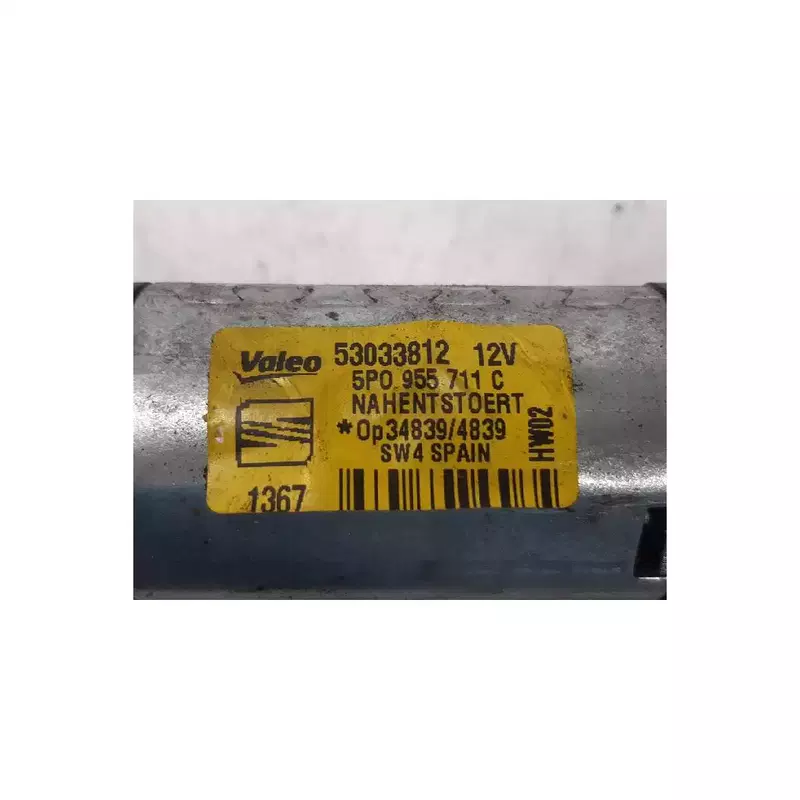 Valeo 53033812 12V
5P0 955 711 C
NAHENTSTOERT
*Op34839/4839
SW4 SPAIN
1367
HW02